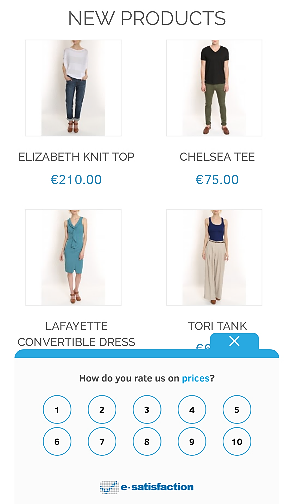 NEW PRODUCTS
ELIZABETH KNIT TOP
CHELSEA TEE
€210.00
€75.00
LAFAYETTE
CONVERTIBLE DRESS
TORI TANK
How do you rate us on prices?
1 2 3 4 5
6 7 8 9 10
e-satisfaction